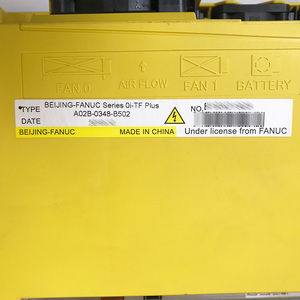 FAN 0 AIR FLOW FAN 1 BATTERY
TYPE BEIJING-FANUC Series 0i-TF Plus NO.
A02B-0348-B502
DATE
BEIJING-FANUC MADE IN CHINA Under license from FANUC